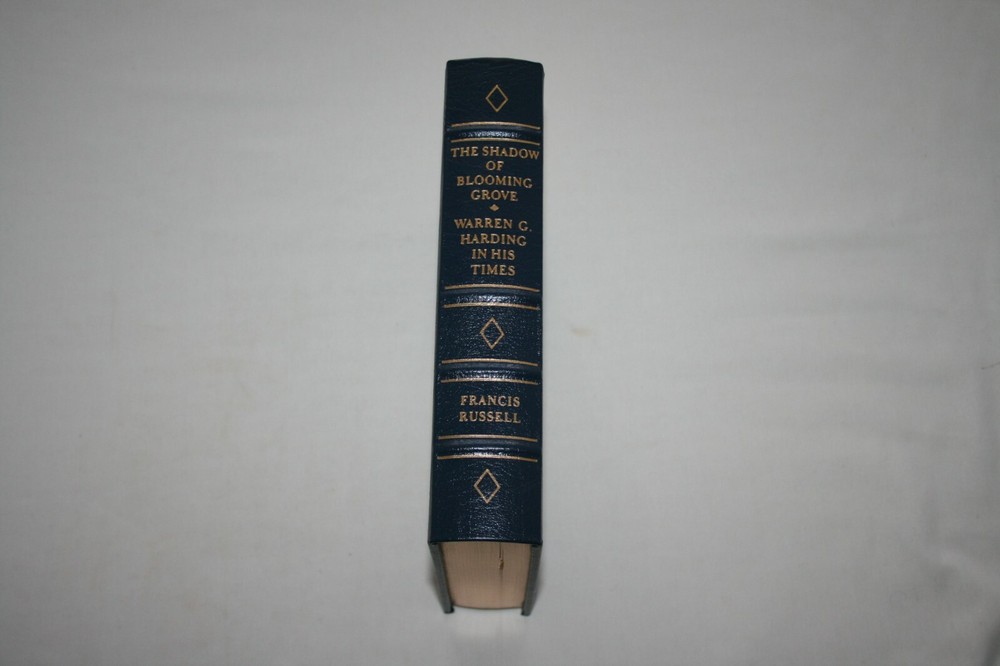 THE SHADOW
OF
BLOOMING
GROVE
WARREN G.
HARDING
IN HIS
TIMES
FRANCIS
RUSSELL